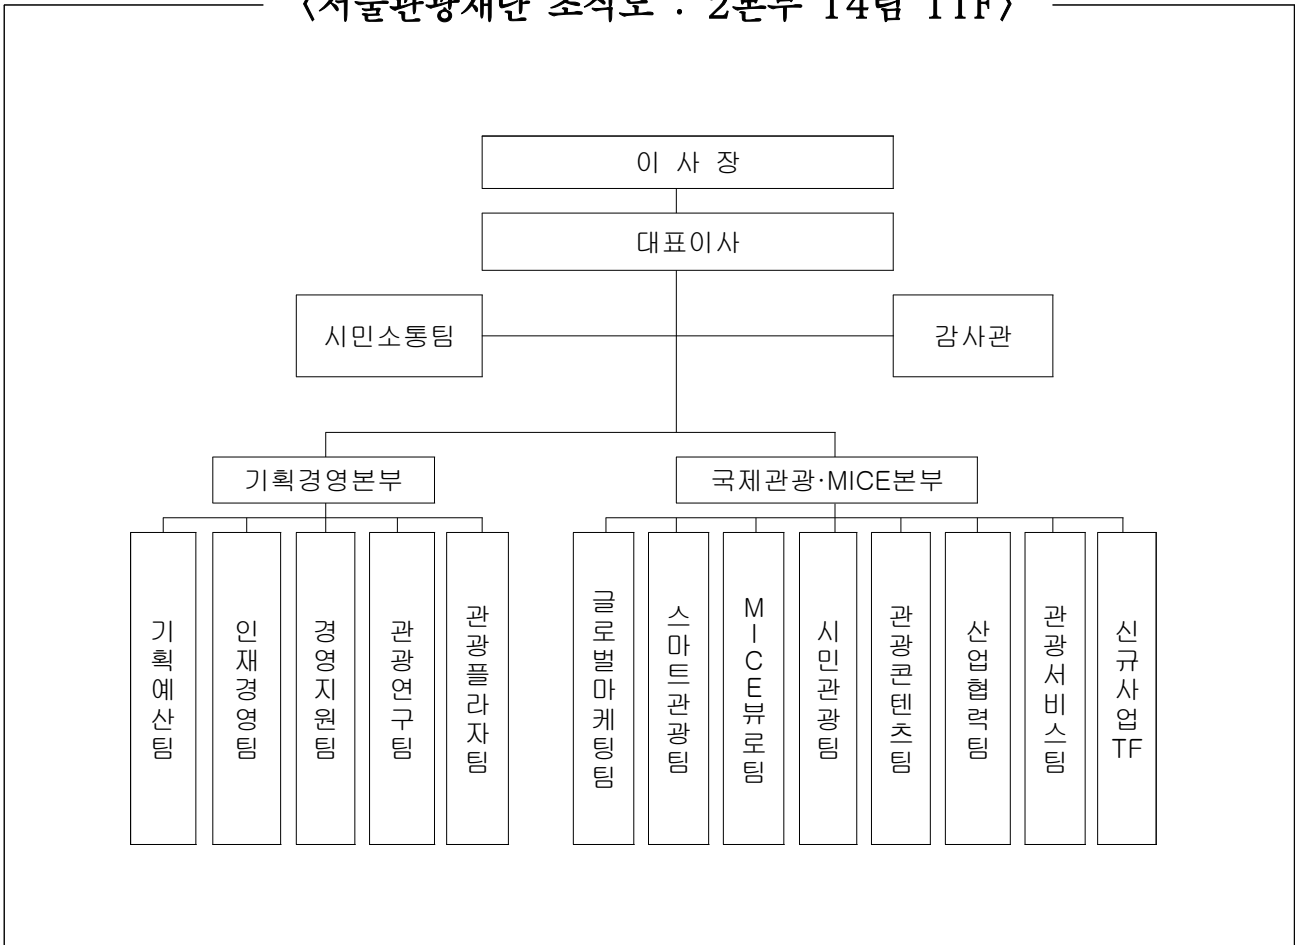 <서울관광재단 조직도 : 2본부 14팀 1TF>
이 사 장
대표이사
시민소통팀
감사관
기획경영본부
국제관광·MICE본부
기획예산팀
인재경영팀
경영지원팀
관광연구팀
관광플라자팀
글로벌마케팅팀
스마트관광팀
MICE뷰로팀
시민관광팀
관광콘텐츠팀
산업협력팀
관광서비스팀
신규사업TF